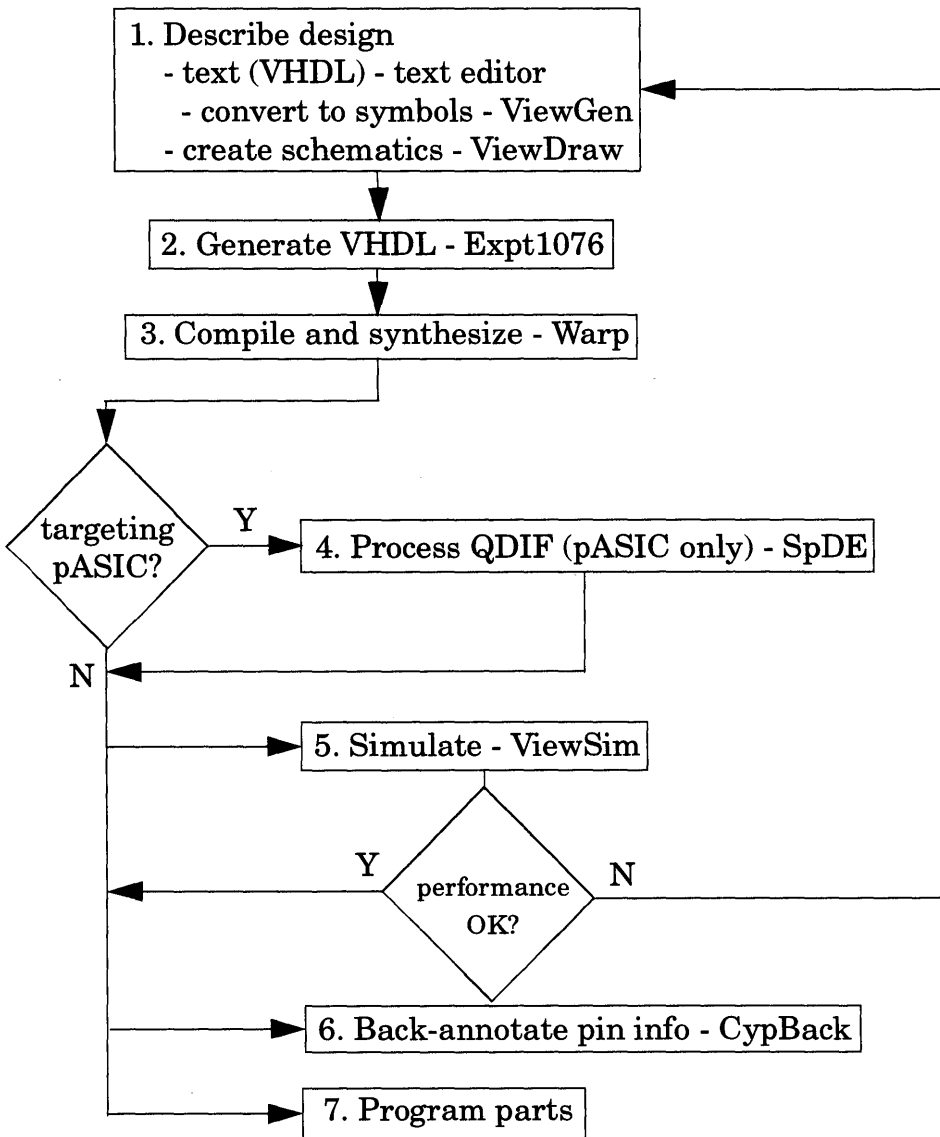 1. Describe design
- text (VHDL) - text editor
- convert to symbols - ViewGen
- create schematics - ViewDraw
2. Generate VHDL - Expt1076
3. Compile and synthesize - Warp
targeting
pASIC?
Y
4. Process QDIF (pASIC only) - SpDE
N
5. Simulate - ViewSim
Y
performance
OK?
N
6. Back-annotate pin info - CypBack
7. Program parts